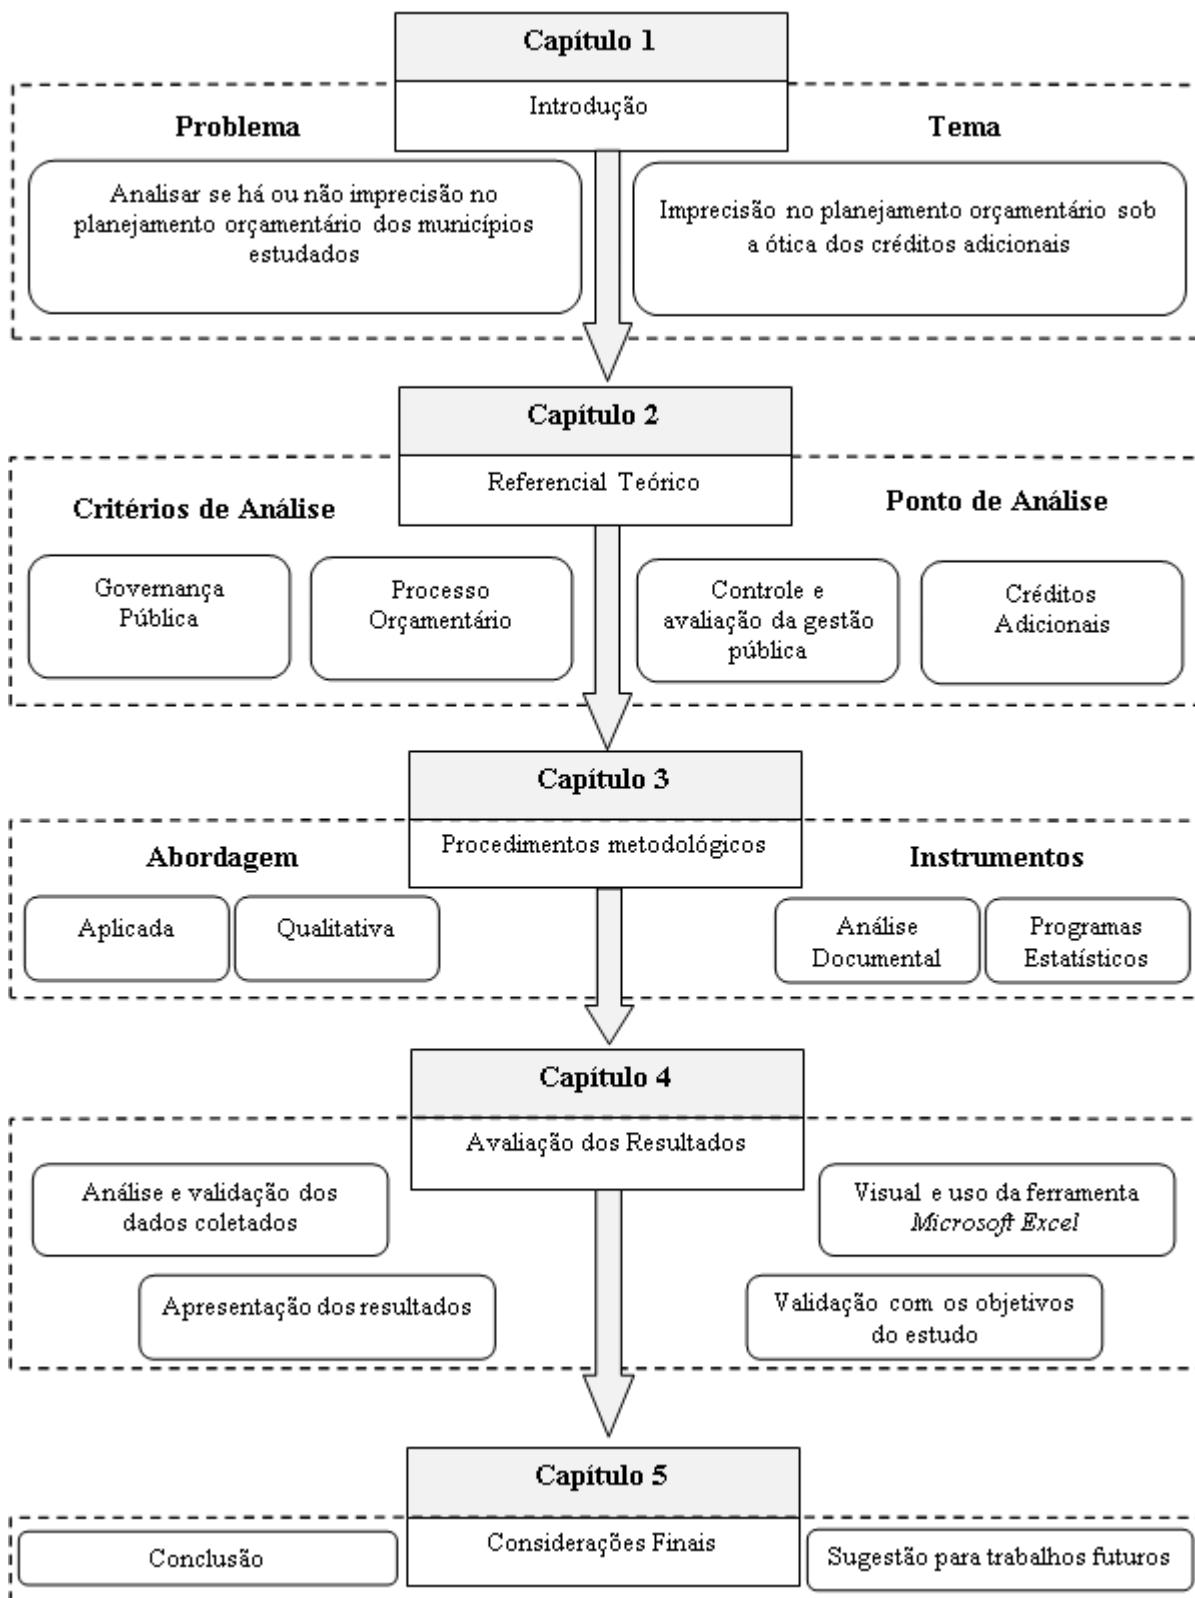 Capítulo 1
Introdução
Problema
Analisar se há ou não imprecisão no
planejamento orçamentário dos municípios
estudados
Tema
Imprecisão no planejamento orçamentário sob
a ótica dos créditos adicionais
Capítulo 2
Referencial Teórico
Critérios de Análise
Governança
Pública
Processo
Orçamentário
Ponto de Análise
Controle e
avaliação da gestão
pública
Créditos
Adicionais
Capítulo 3
Procedimentos metodológicos
Abordagem
Aplicada
Qualitativa
Instrumentos
Análise
Documental
Programas
Estatísticos
Capítulo 4
Avaliação dos Resultados
Análise e validação dos
dados coletados
Visual e uso da ferramenta
Microsoft Excel
Apresentação dos resultados
Validação com os objetivos
do estudo
Capítulo 5
Considerações Finais
Conclusão
Sugestão para trabalhos futuros